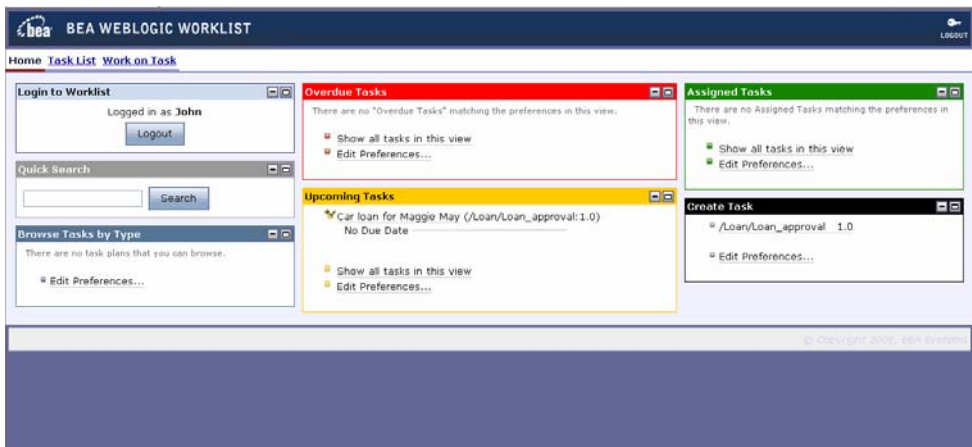 bea BEA WEBLOGIC WORKLIST
LOGOUT
Home Task List Work on Task
Login to Worklist
Logged in as John
Logout
Quick Search
Search
Browse Tasks by Type
There are no task plans that you can browse.
Edit Preferences...
Overdue Tasks
There are no "Overdue Tasks" matching the preferences in this view.
Show all tasks in this view
Edit Preferences...
Upcoming Tasks
Car loan for Maggie May (/Loan/Loan_approval:1.0)
No Due Date
Show all tasks in this view
Edit Preferences...
Assigned Tasks
There are no Assigned Tasks matching the preferences in
this view.
Show all tasks in this view
Edit Preferences...
Create Task
/Loan/Loan_approval 1.0
Edit Preferences...
© Copyright 2005, BEA Systems